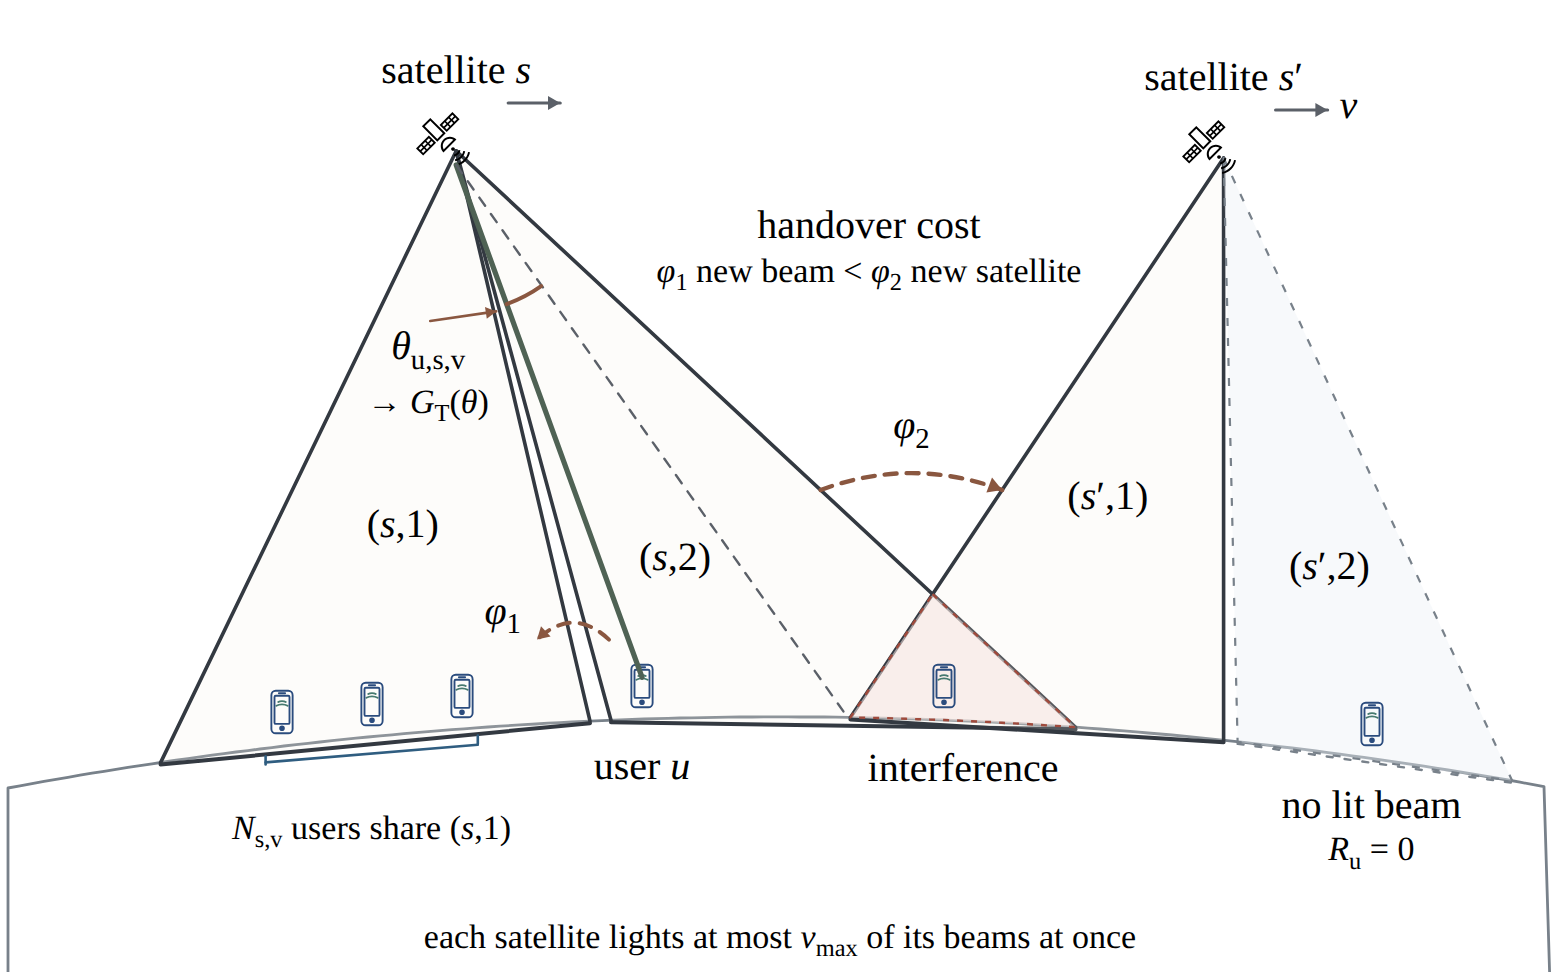 satellite s
satellite s′
v
handover cost
φ₁ new beam < φ₂ new satellite
θu,s,v
→ GT(θ)
φ₂
(s′,1)
(s,1)
(s,2)
(s′,2)
φ₁
user u
interference
no lit beam
Ns,v users share (s,1)
Ru = 0
each satellite lights at most vmax of its beams at once